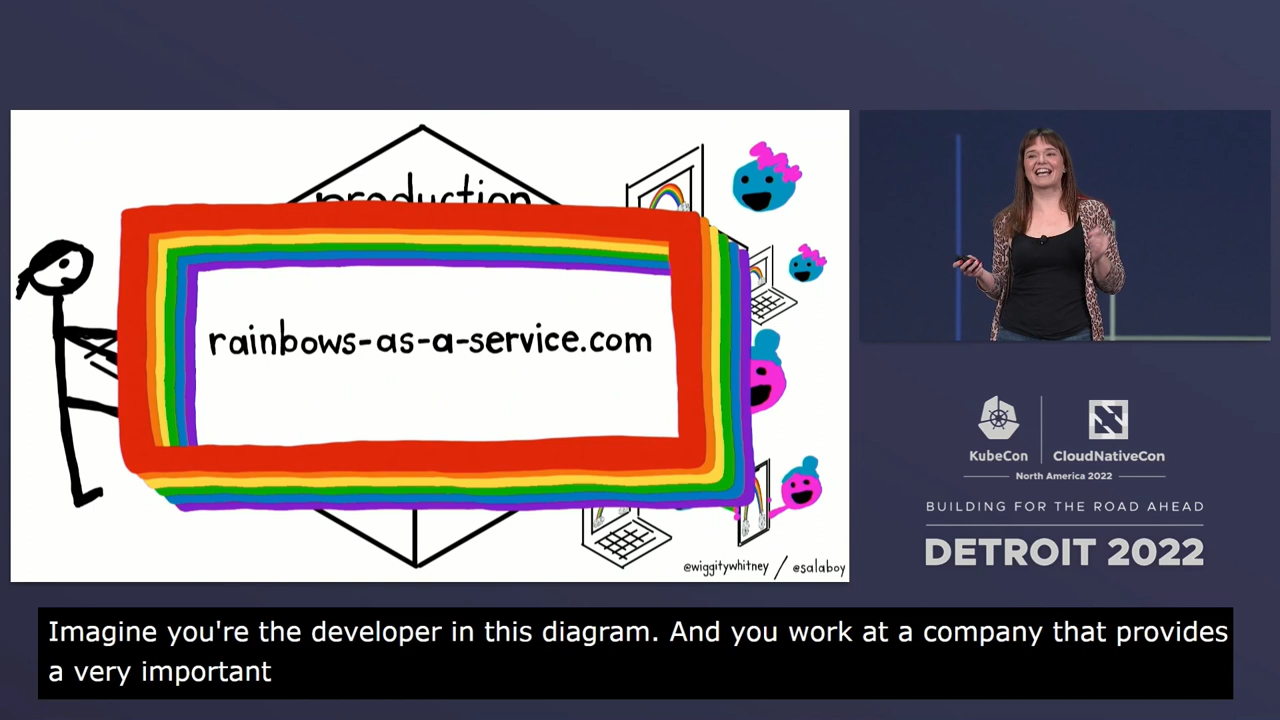 production
rainbows-as-a-service.com
@wiggitywhitney / @salaboy
KubeCon
CloudNativeCon
North America 2022
BUILDING FOR THE ROAD AHEAD
DETROIT 2022
Imagine you're the developer in this diagram. And you work at a company that provides
a very important